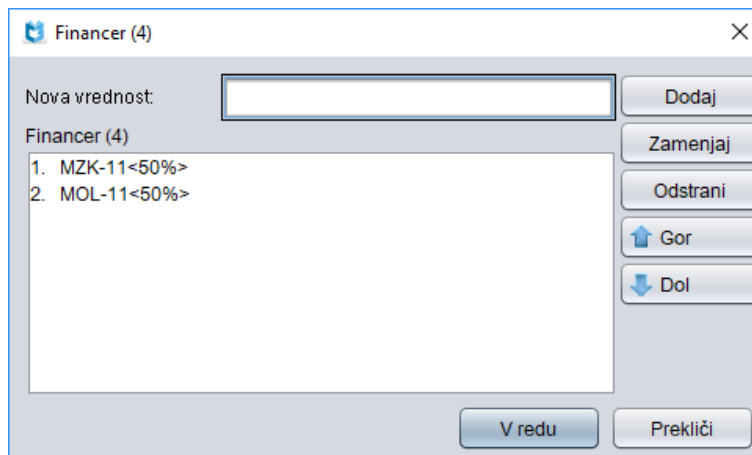 Financer (4)
Nova vrednost:
Dodaj
Financer (4)
Zamenjaj
1. MZK-11<50%>
2. MOL-11<50%>
Odstrani
Gor
Dol
V redu
Prekliči